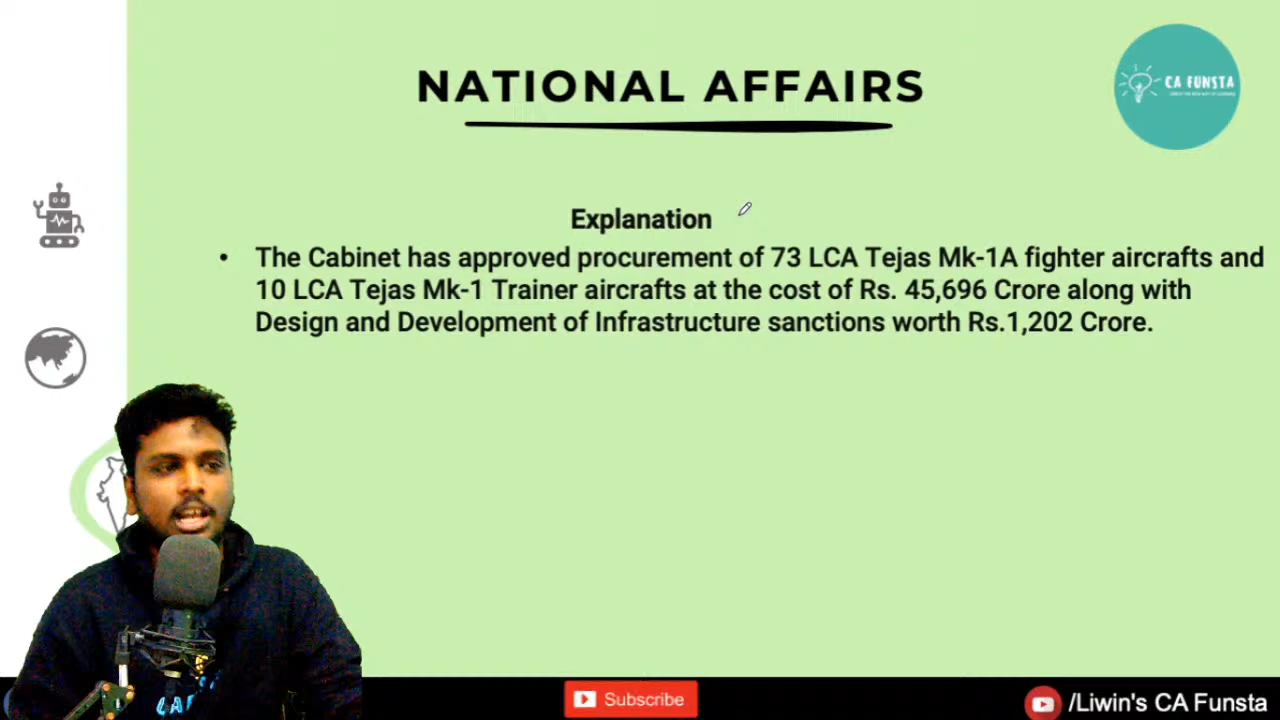 NATIONAL AFFAIRS
CA FUNSTA
Explanation
• The Cabinet has approved procurement of 73 LCA Tejas Mk-1A fighter aircrafts and
10 LCA Tejas Mk-1 Trainer aircrafts at the cost of Rs. 45,696 Crore along with
Design and Development of Infrastructure sanctions worth Rs.1,202 Crore.
Subscribe
/Liwin's CA Funsta